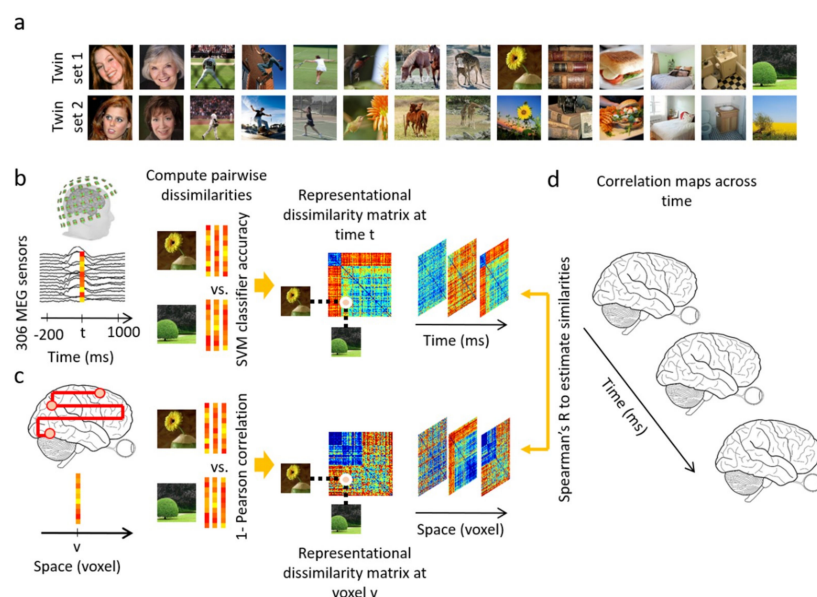 a
Twin
set 1
Twin
set 2
b
306 MEG sensors
-200 t 1000
Time (ms)
Compute pairwise
dissimilarities
vs.
SVM classifier accuracy
Representational
dissimilarity matrix at
time t
Time (ms)
c
v
Space (voxel)
vs.
1- Pearson correlation
Representational
dissimilarity matrix at
voxel v
Space (voxel)
Spearman's R to estimate similarities
d
Correlation maps across
time
Time (ms)